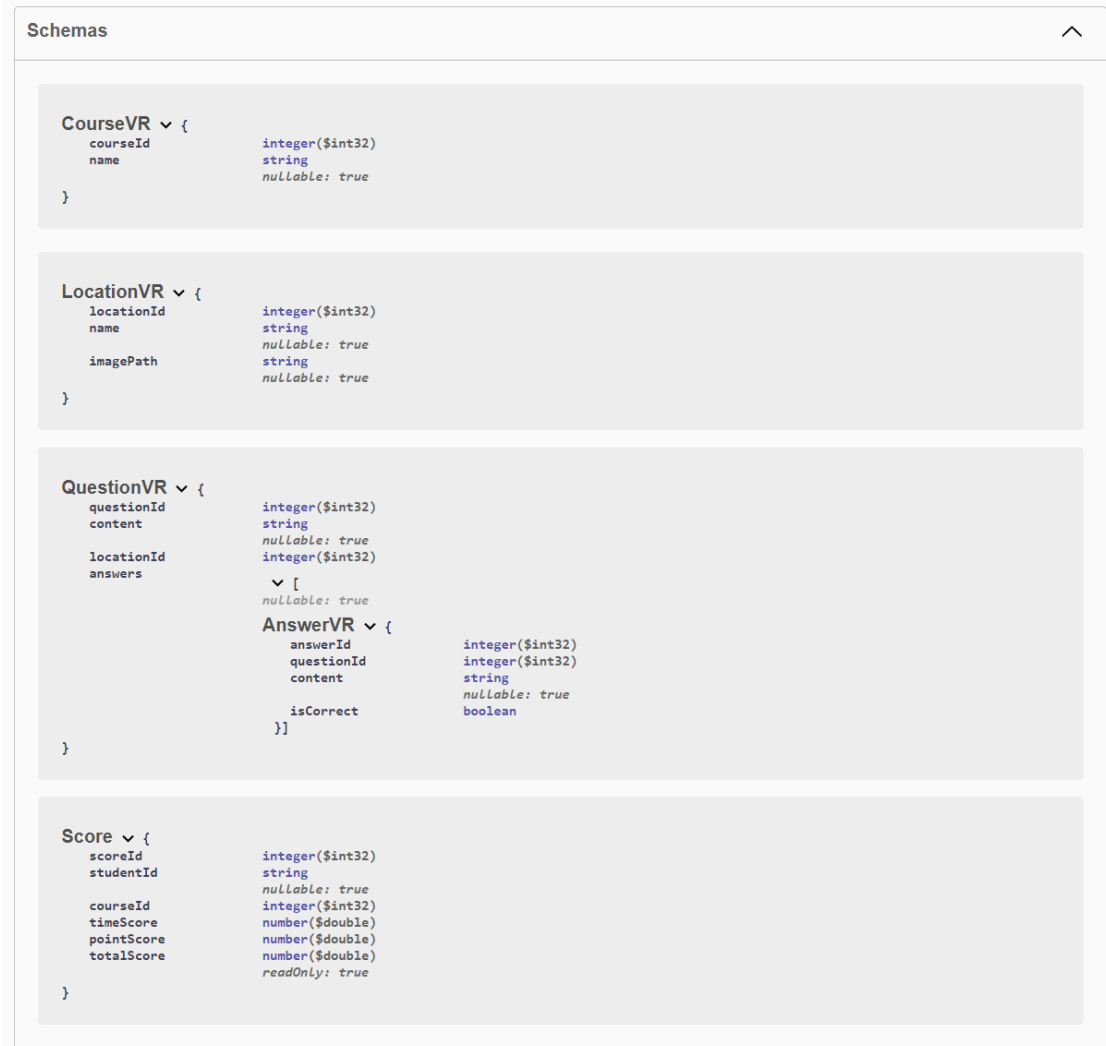 Schemas
CourseVR {
courseId integer($int32)
name string
nullable: true
}
LocationVR {
locationId integer($int32)
name string
nullable: true
imagePath string
nullable: true
}
QuestionVR {
questionId integer($int32)
content string
nullable: true
locationId integer($int32)
answers
[
nullable: true
AnswerVR {
answerId integer($int32)
questionId integer($int32)
content string
nullable: true
isCorrect boolean
}]
}
Score {
scoreId integer($int32)
studentId string
nullable: true
courseId integer($int32)
timeScore number($double)
pointScore number($double)
totalScore number($double)
readOnly: true
}